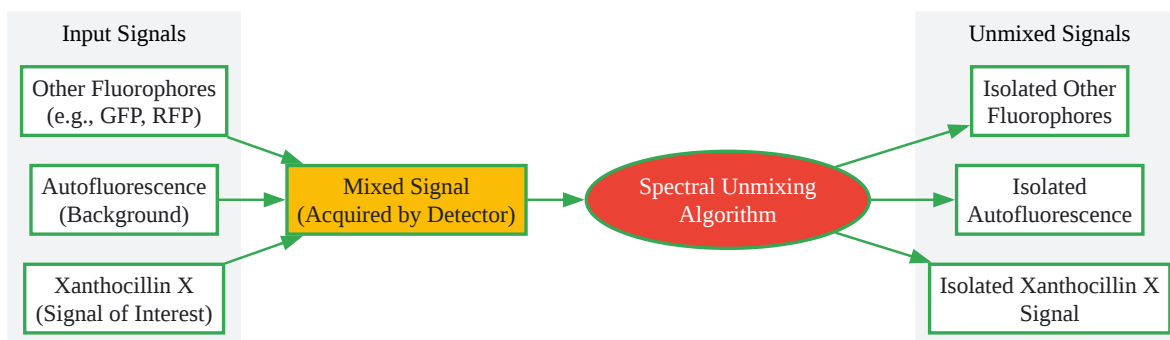 Input Signals
Other Fluorophores
(e.g., GFP, RFP)
Autofluorescence
(Background)
Xanthocillin X
(Signal of Interest)
Mixed Signal
(Acquired by Detector)
Spectral Unmixing
Algorithm
Unmixed Signals
Isolated Other
Fluorophores
Isolated
Autofluorescence
Isolated Xanthocillin X
Signal